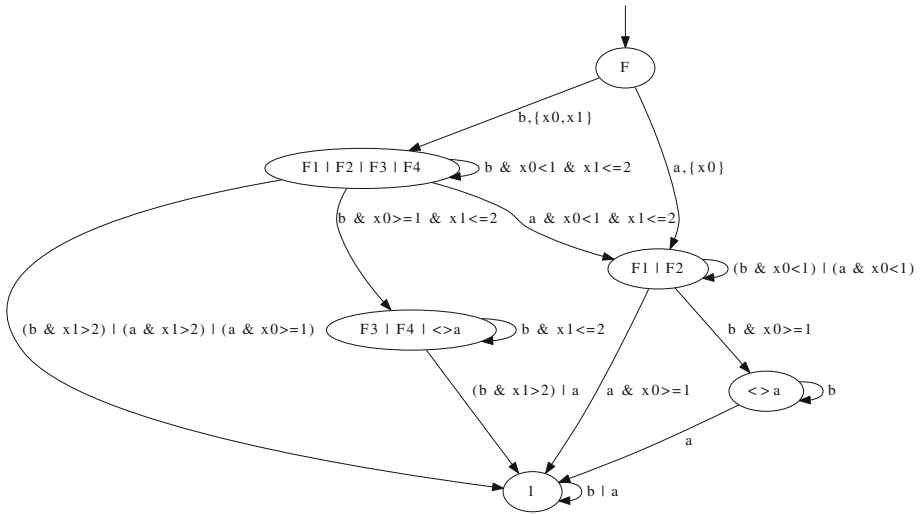 F
b,{x0,x1}
F1 | F2 | F3 | F4
b & x0<1 & x1<=2
a,{x0}
b & x0>=1 & x1<=2
a & x0<1 & x1<=2
F1 | F2
(b & x0<1) | (a & x0<1)
(b & x1>2) | (a & x1>2) | (a & x0>=1)
F3 | F4 | <>a
b & x1<=2
b & x0>=1
(b & x1>2) | a
a & x0>=1
<>a
b
a
1
b | a